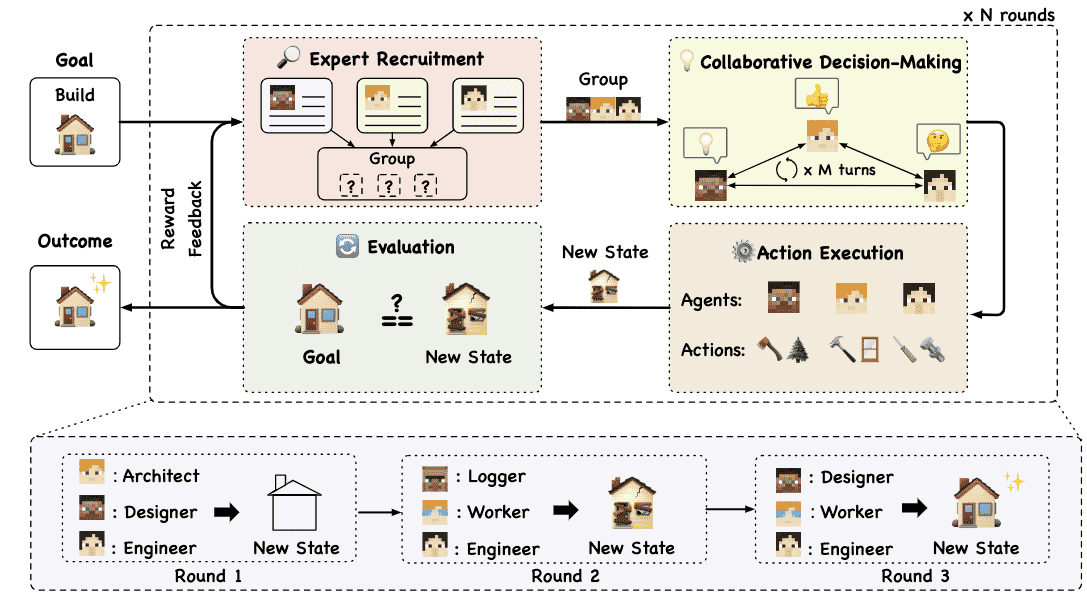 x N rounds
Goal
Build
Expert Recruitment
Group
? ? ?
Group
Collaborative Decision-Making
x M turns
Reward
Feedback
Outcome
Evaluation
?
==
Goal
New State
New State
Action Execution
Agents:
Actions:
: Architect
: Designer
: Engineer
New State
Round 1
: Logger
: Worker
: Engineer
New State
Round 2
: Designer
: Worker
: Engineer
New State
Round 3